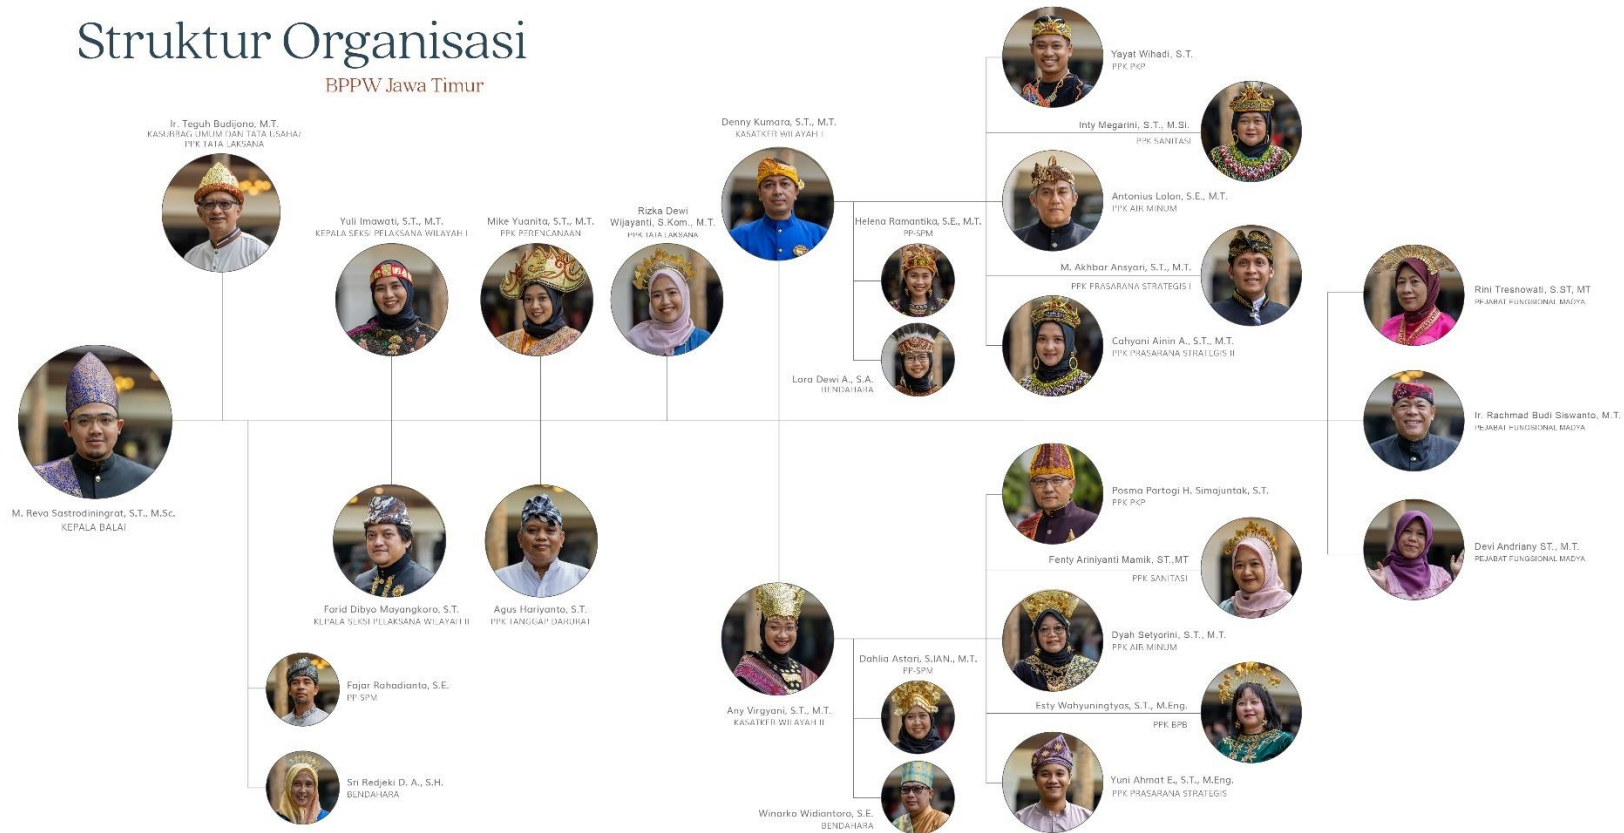 Struktur Organisasi
BPPW Jawa Timur
Ir. Teguh Budijono, M.T.
KASUBBAG UMUM DAN TATA USAHA/
PPK TATA LAKSANA
Yuli Imawati, S.T., M.T.
KEPALA SEKSI PELAKSANA WILAYAH I
Mike Yuanita, S.T., M.T.
PPK PERENCANAAN
Rizka Dewi
Wijayanti, S.Kom., M.T.
PPK TATA LAKSANA
Denny Kumara, S.T., M.T.
KASATKER WILAYAH I
Helena Ramantika, S.E., M.T.
PP-SPM
Lora Dewi A., S.A.
BENDAHARA
Yayat Wihadi, S.T.
PPK PKP
Inty Megarini, S.T., M.Si.
PPK SANITASI
Antonius Lolon, S.E., M.T.
PPK AIR MINUM
M. Akhbar Ansyari, S.T., M.T.
PPK PRASARANA STRATEGIS I
Cahyani Ainin A., S.T., M.T.
PPK PRASARANA STRATEGIS II
Rini Tresnowati, S.ST, MT
PEJABAT FUNGSIONAL MADYA
Ir. Rachmad Budi Siswanto, M.T.
PEJABAT FUNGSIONAL MADYA
Devi Andriany ST., M.T.
PEJABAT FUNGSIONAL MADYA
M. Reva Sastrodiningrat, S.T., M.Sc.
KEPALA BALAI
Farid Dibyo Mayangkoro, S.T.
KEPALA SEKSI PELAKSANA WILAYAH II
Agus Hariyanto, S.T.
PPK TANGGAP DARURAT
Fajar Rahadianto, S.E.
PP-SPM
Sri Redjeki D. A., S.H.
BENDAHARA
Any Virgyani, S.T., M.T.
KASATKER WILAYAH II
Dahlia Astari, S.IAN., M.T.
PP-SPM
Winarko Widiantoro, S.E.
BENDAHARA
Posma Partogi H. Simajuntak, S.T.
PPK PKP
Fenty Ariniyanti Mamik, ST.,MT
PPK SANITASI
Dyah Setyorini, S.T., M.T.
PPK AIR MINUM
Esty Wahyuningtyas, S.T., M.Eng.
PPK BPB
Yuni Ahmat E., S.T., M.Eng.
PPK PRASARANA STRATEGIS